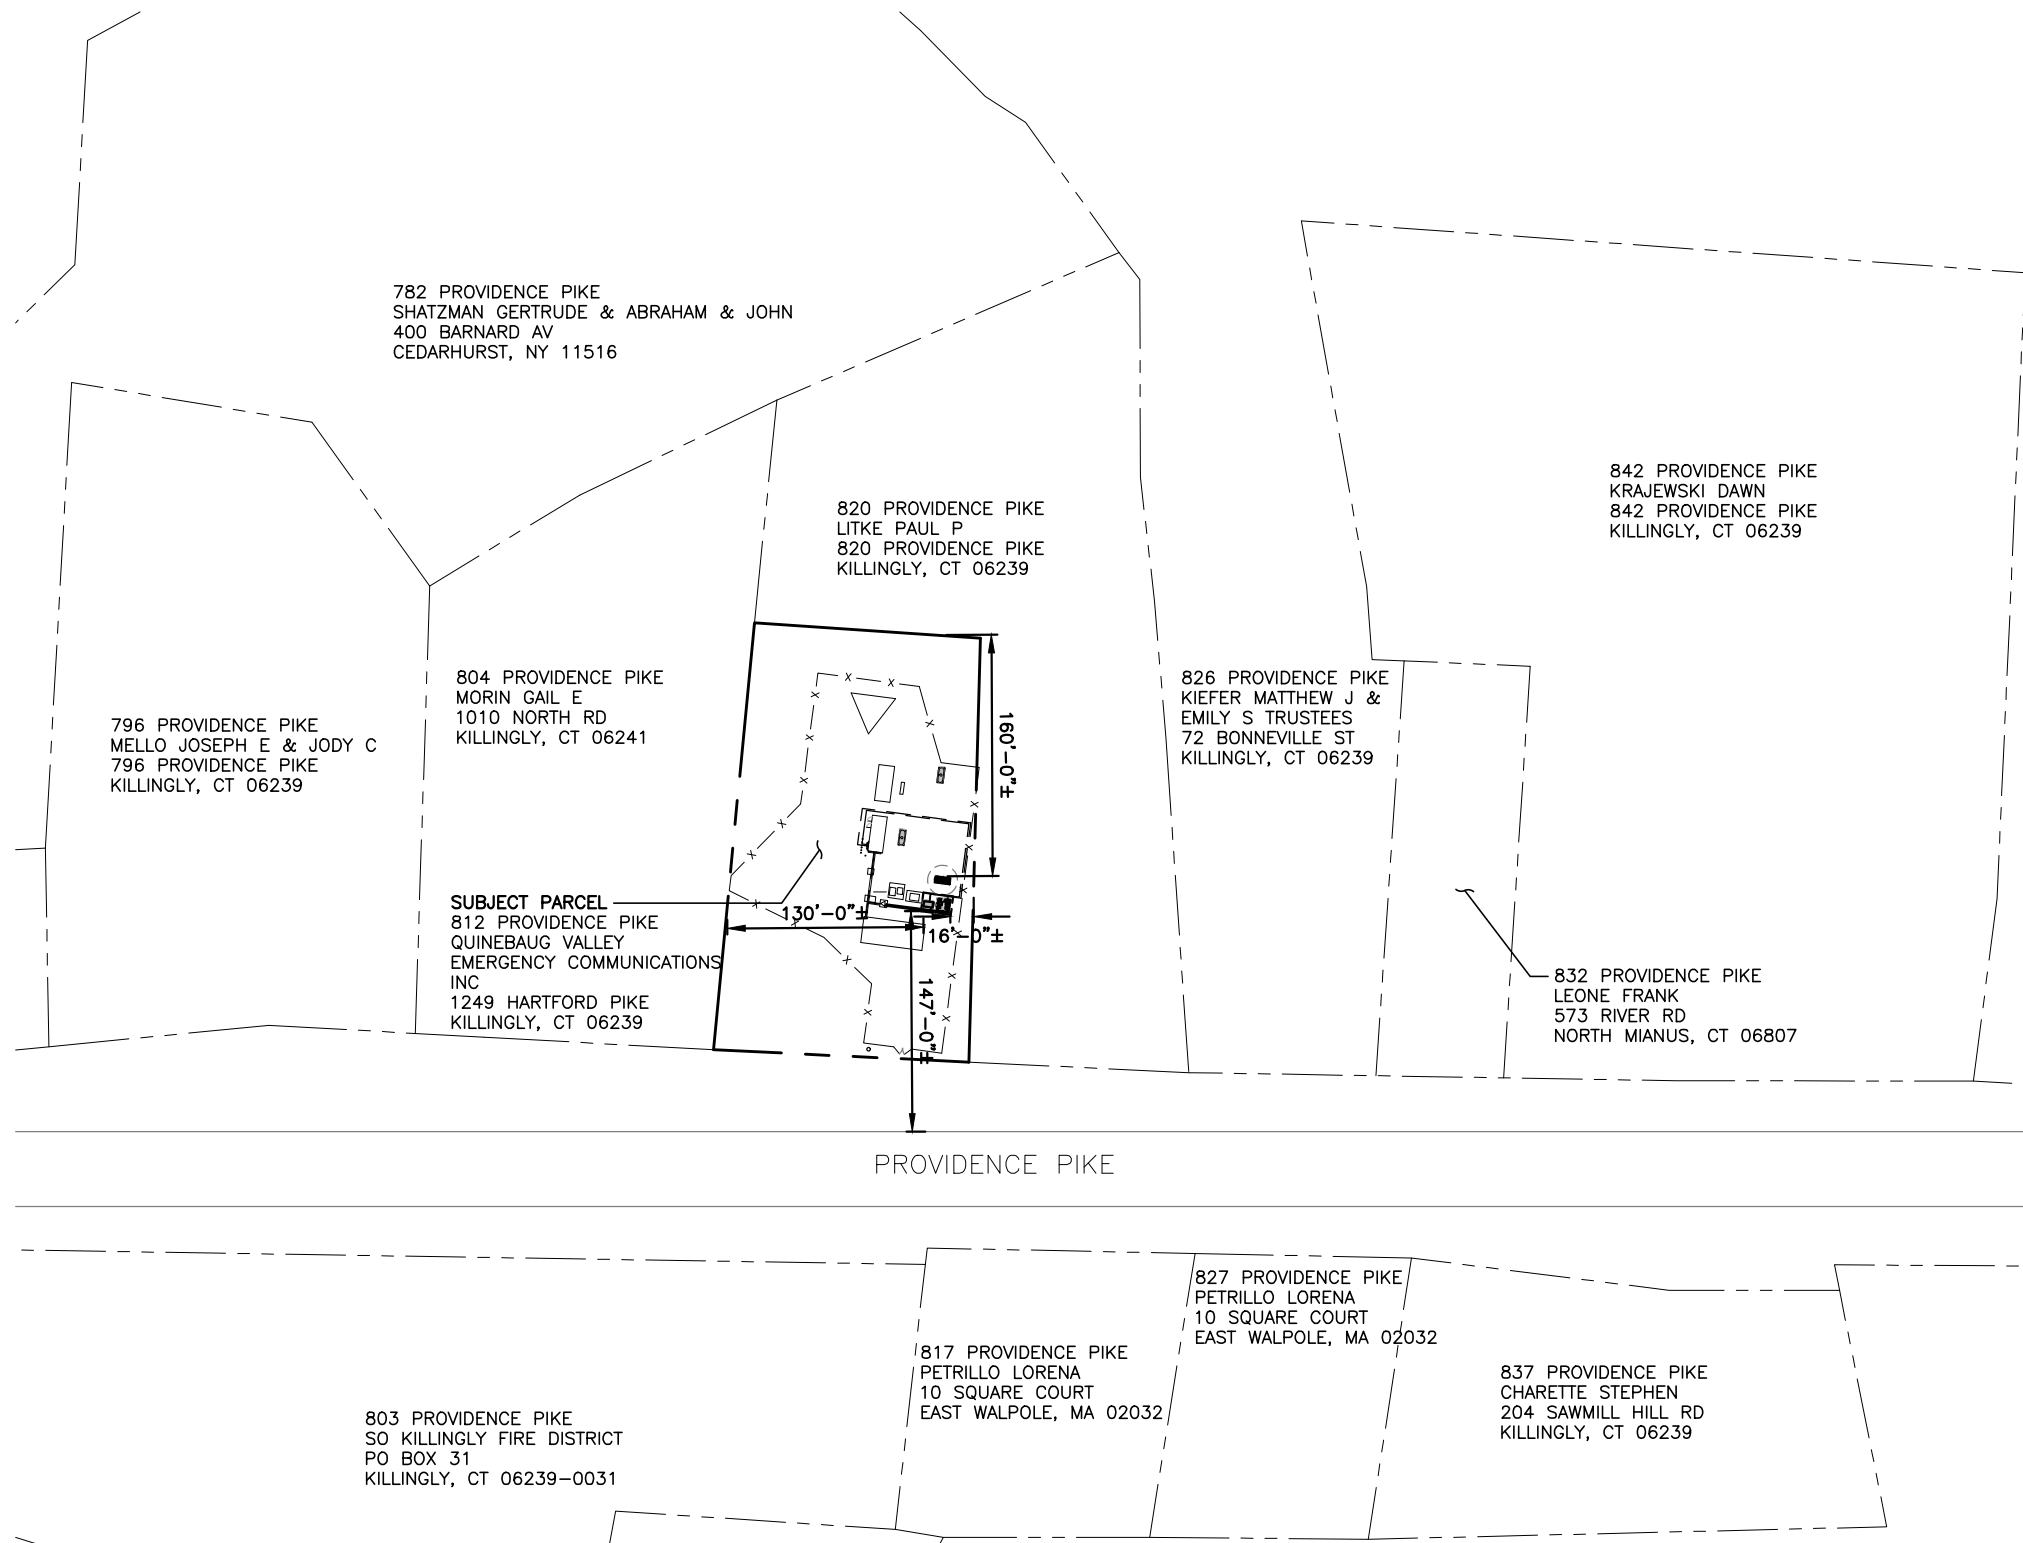 782 PROVIDENCE PIKE
SHATZMAN GERTRUDE & ABRAHAM & JOHN
400 BARNARD AV
CEDARHURST, NY 11516
842 PROVIDENCE PIKE
KRAJEWSKI DAWN
842 PROVIDENCE PIKE
KILLINGLY, CT 06239
820 PROVIDENCE PIKE
LITKE PAUL P
820 PROVIDENCE PIKE
KILLINGLY, CT 06239
804 PROVIDENCE PIKE
MORIN GAIL E
1010 NORTH RD
KILLINGLY, CT 06241
826 PROVIDENCE PIKE
KIEFER MATTHEW J &
EMILY S TRUSTEES
72 BONNEVILLE ST
KILLINGLY, CT 06239
796 PROVIDENCE PIKE
MELLO JOSEPH E & JODY C
796 PROVIDENCE PIKE
KILLINGLY, CT 06239
160'-0"±
SUBJECT PARCEL
812 PROVIDENCE PIKE
QUINEBAUG VALLEY
EMERGENCY COMMUNICATIONS
INC
1249 HARTFORD PIKE
KILLINGLY, CT 06239
130'-0"±
16'-0"±
147'-0"±
832 PROVIDENCE PIKE
LEONE FRANK
573 RIVER RD
NORTH MIANUS, CT 06807
PROVIDENCE PIKE
827 PROVIDENCE PIKE
PETRILLO LORENA
10 SQUARE COURT
EAST WALPOLE, MA 02032
817 PROVIDENCE PIKE
PETRILLO LORENA
10 SQUARE COURT
EAST WALPOLE, MA 02032
837 PROVIDENCE PIKE
CHARETTE STEPHEN
204 SAWMILL HILL RD
KILLINGLY, CT 06239
803 PROVIDENCE PIKE
SO KILLINGLY FIRE DISTRICT
PO BOX 31
KILLINGLY, CT 06239-0031